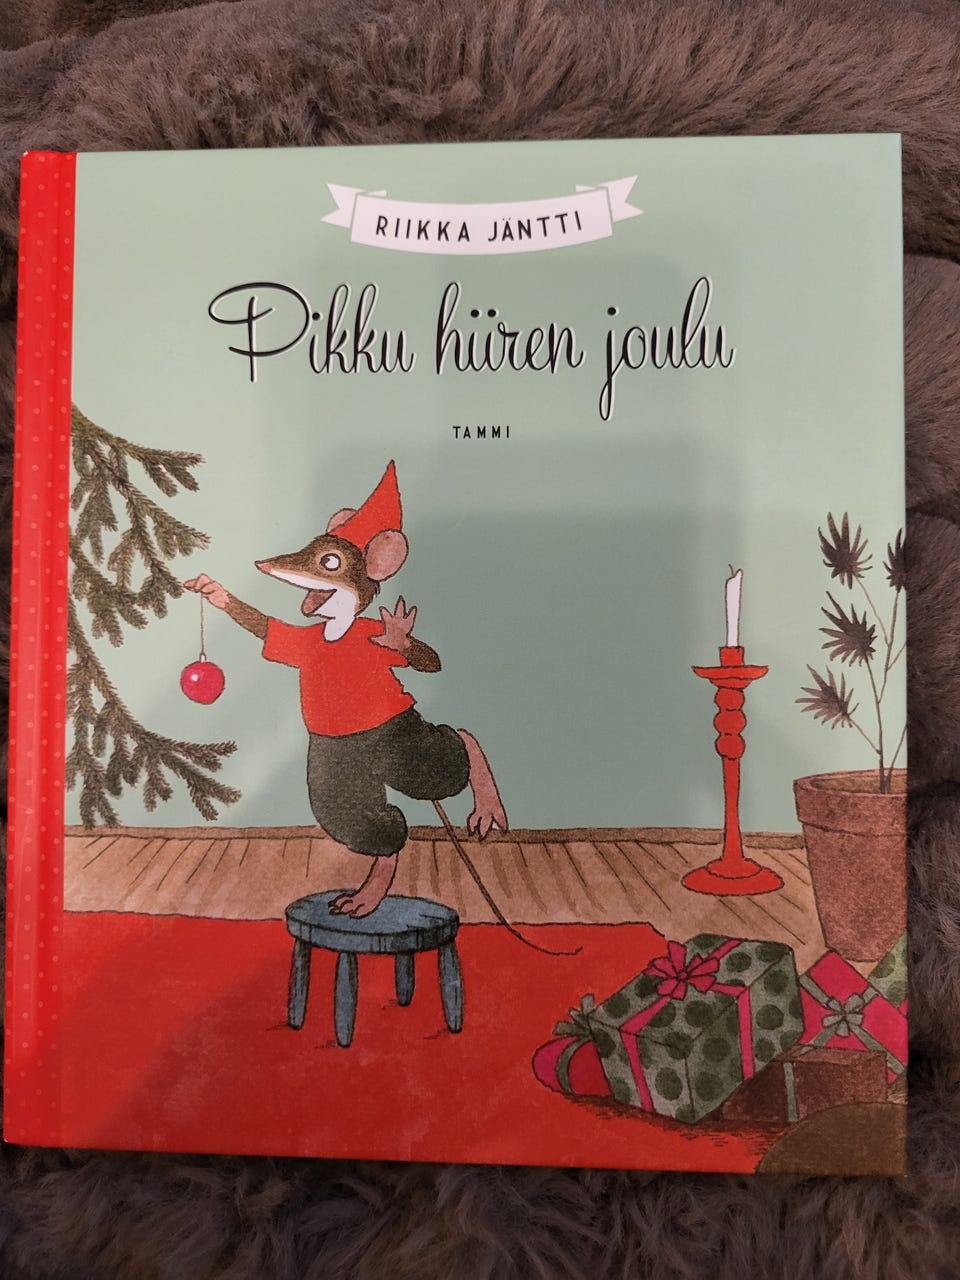 RIIKKA JÄNTTI
Pikku hiiren joulu
TAMMI